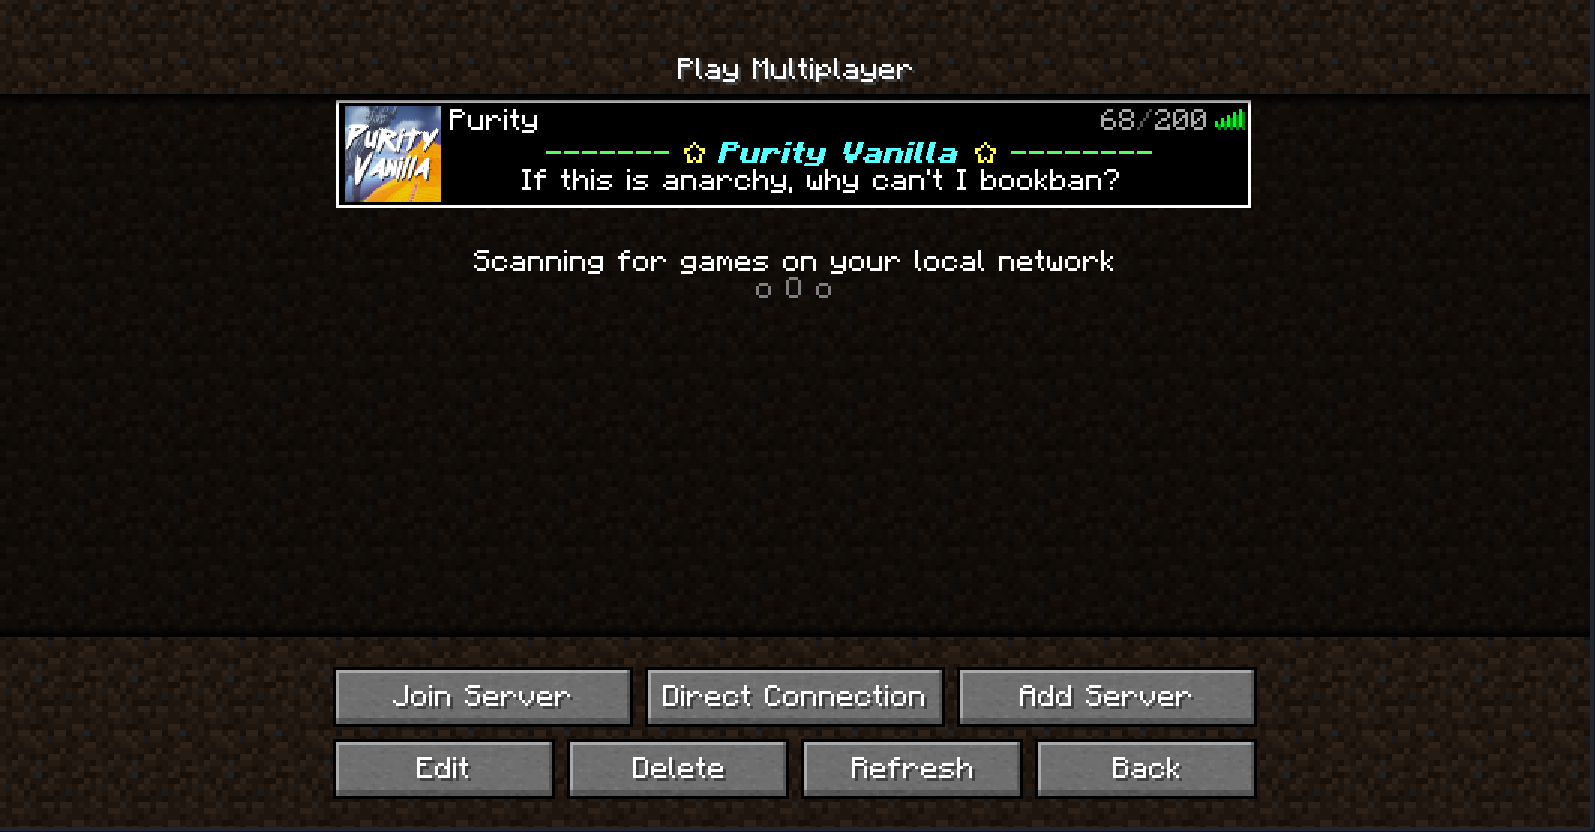 Play Multiplayer
PURITY
VANILLA
Purity
68/200
------- ☆ Purity Vanilla ☆ --------
If this is anarchy, why can't I bookban?
Scanning for games on your local network
o O o
Join Server
Direct Connection
Add Server
Edit
Delete
Refresh
Back